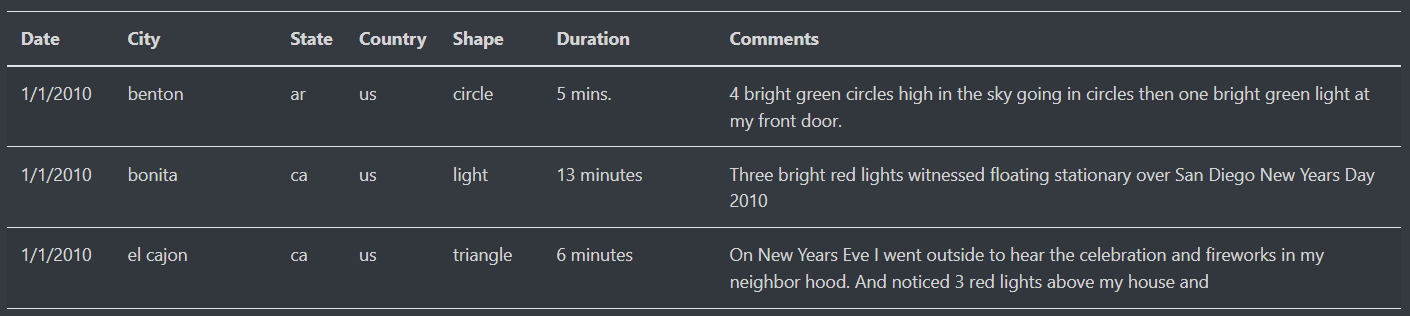 Date City State Country Shape Duration Comments
1/1/2010 benton ar us circle 5 mins. 4 bright green circles high in the sky going in circles then one bright green light at
my front door.
1/1/2010 bonita ca us light 13 minutes Three bright red lights witnessed floating stationary over San Diego New Years Day
2010
1/1/2010 el cajon ca us triangle 6 minutes On New Years Eve I went outside to hear the celebration and fireworks in my
neighbor hood. And noticed 3 red lights above my house and